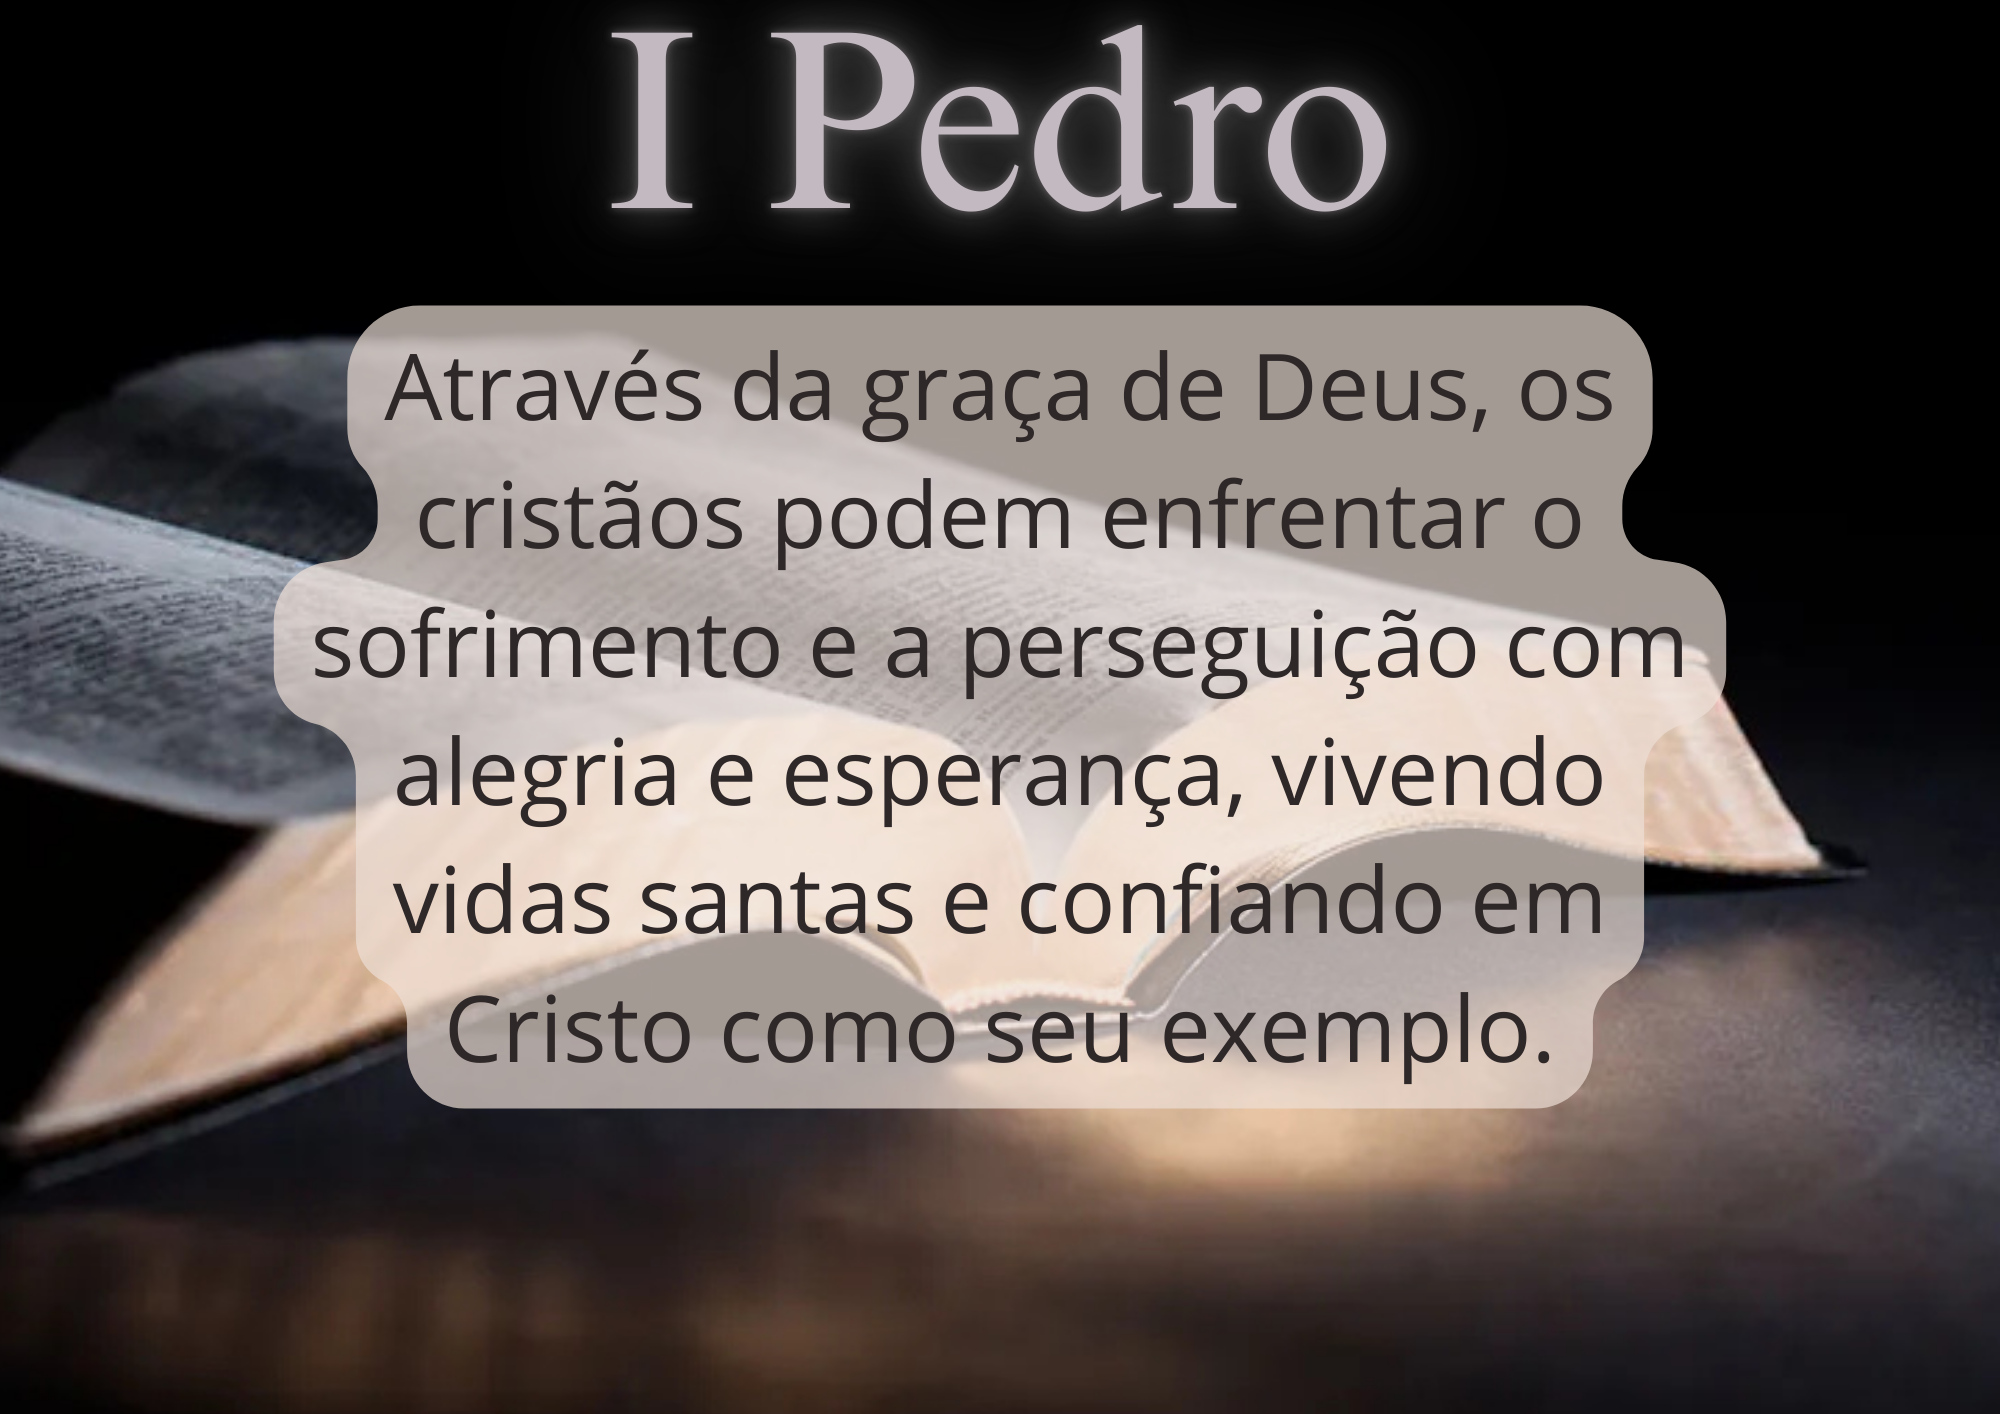 I Pedro
Através da graça de Deus, os
cristãos podem enfrentar o
sofrimento e a perseguição com
alegria e esperança, vivendo
vidas santas e confiando em
Cristo como seu exemplo.